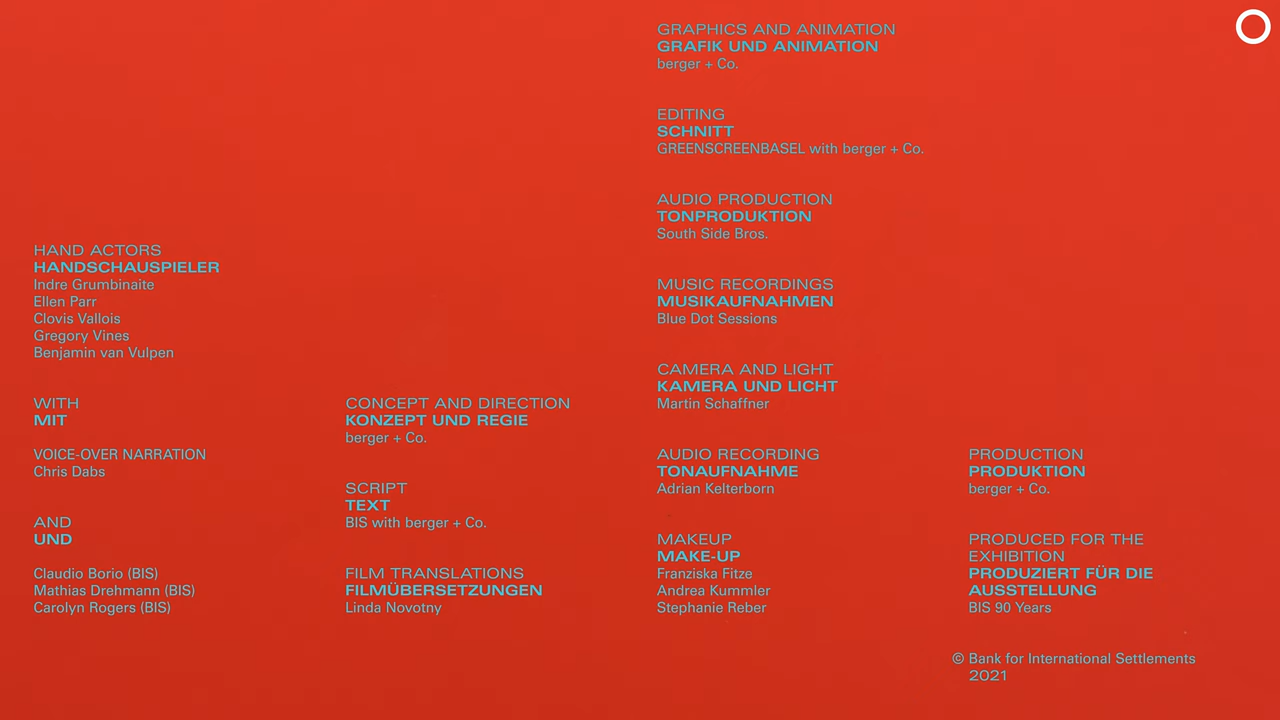 HAND ACTORS
HANDSCHAUSPIELER
Indre Grumbinaite
Ellen Parr
Clovis Vallois
Gregory Vines
Benjamin van Vulpen
WITH
MIT
VOICE-OVER NARRATION
Chris Dabs
AND
UND
Claudio Borio (BIS)
Mathias Drehmann (BIS)
Carolyn Rogers (BIS)
CONCEPT AND DIRECTION
KONZEPT UND REGIE
berger + Co.
SCRIPT
TEXT
BIS with berger + Co.
FILM TRANSLATIONS
FILMÜBERSETZUNGEN
Linda Novotny
GRAPHICS AND ANIMATION
GRAFIK UND ANIMATION
berger + Co.
EDITING
SCHNITT
GREENSCREENBASEL with berger + Co.
AUDIO PRODUCTION
TONPRODUKTION
South Side Bros.
MUSIC RECORDINGS
MUSIKAUFNAHMEN
Blue Dot Sessions
CAMERA AND LIGHT
KAMERA UND LICHT
Martin Schaffner
AUDIO RECORDING
TONAUFNAHME
Adrian Kelterborn
MAKEUP
MAKE-UP
Franziska Fitze
Andrea Kummler
Stephanie Reber
PRODUCTION
PRODUKTION
berger + Co.
PRODUCED FOR THE
EXHIBITION
PRODUZIERT FÜR DIE
AUSSTELLUNG
BIS 90 Years
© Bank for International Settlements
2021